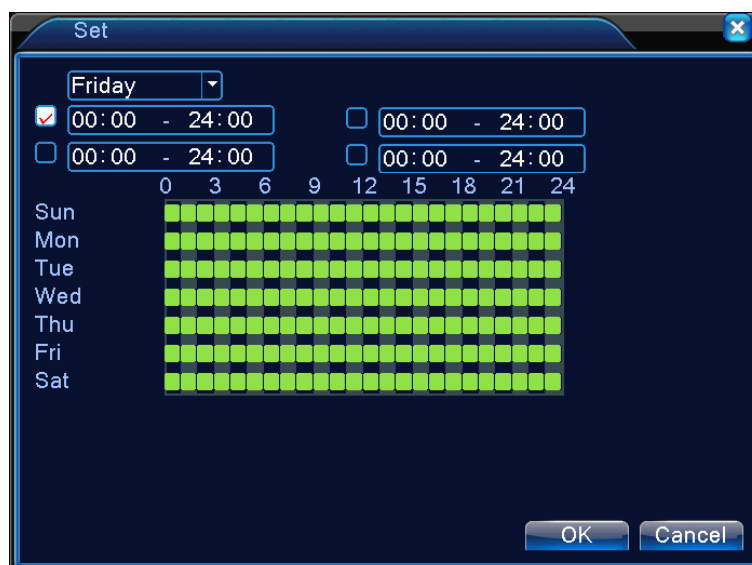 Set
Friday
00:00 - 24:00 00:00 - 24:00
00:00 - 24:00 00:00 - 24:00
0 3 6 9 12 15 18 21 24
Sun
Mon
Tue
Wed
Thu
Fri
Sat
OK Cancel